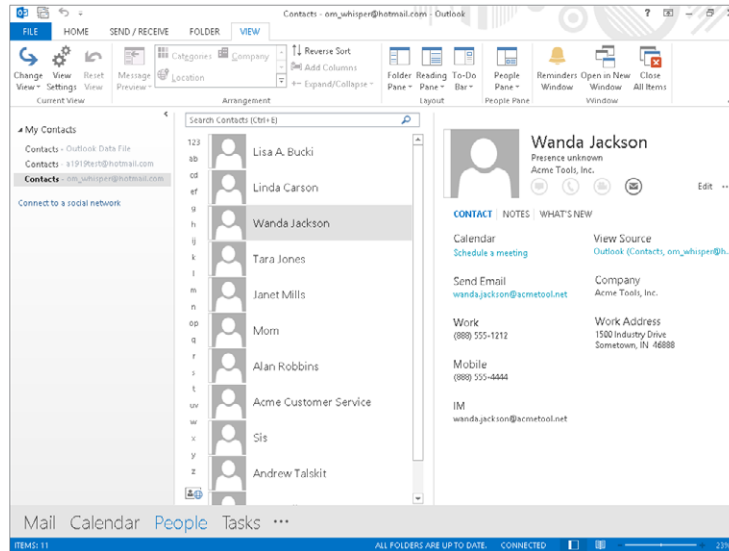 Contacts - om_whisper@hotmail.com - Outlook
FILE HOME SEND / RECEIVE FOLDER VIEW
Change View
View Settings
Reset View
Current View
Message Preview
Categories Company
Location
Reverse Sort
Add Columns
Expand/Collapse
Arrangement
Folder Pane
Reading Pane
To-Do Bar
Layout
People Pane
People Pane
Reminders Window
Open in New Window
Close All Items
Window
My Contacts
Contacts - Outlook Data File
Contacts - a1919test@hotmail.com
Contacts - om_whisper@hotmail.com
Connect to a social network
Search Contacts (Ctrl+E)
123
ab
cd
ef
g
h
ij
k
l
m
n
op
q
r
s
t
uv
w
x
y
z
Lisa A. Bucki
Linda Carson
Wanda Jackson
Tara Jones
Janet Mills
Mom
Alan Robbins
Acme Customer Service
Sis
Andrew Talskit
Wanda Jackson
Presence unknown
Acme Tools, Inc.
Edit
CONTACT NOTES WHAT'S NEW
Calendar
Schedule a meeting
View Source
Outlook (Contacts, om_whisper@h..
Send Email
wanda.jackson@acmetool.net
Company
Acme Tools, Inc.
Work
(888) 555-1212
Work Address
1500 Industry Drive
Sometown, IN 46888
Mobile
(888) 555-4444
IM
wanda.jackson@acmetool.net
Mail Calendar People Tasks ···
ITEMS: 11
ALL FOLDERS ARE UP TO DATE. CONNECTED
23%